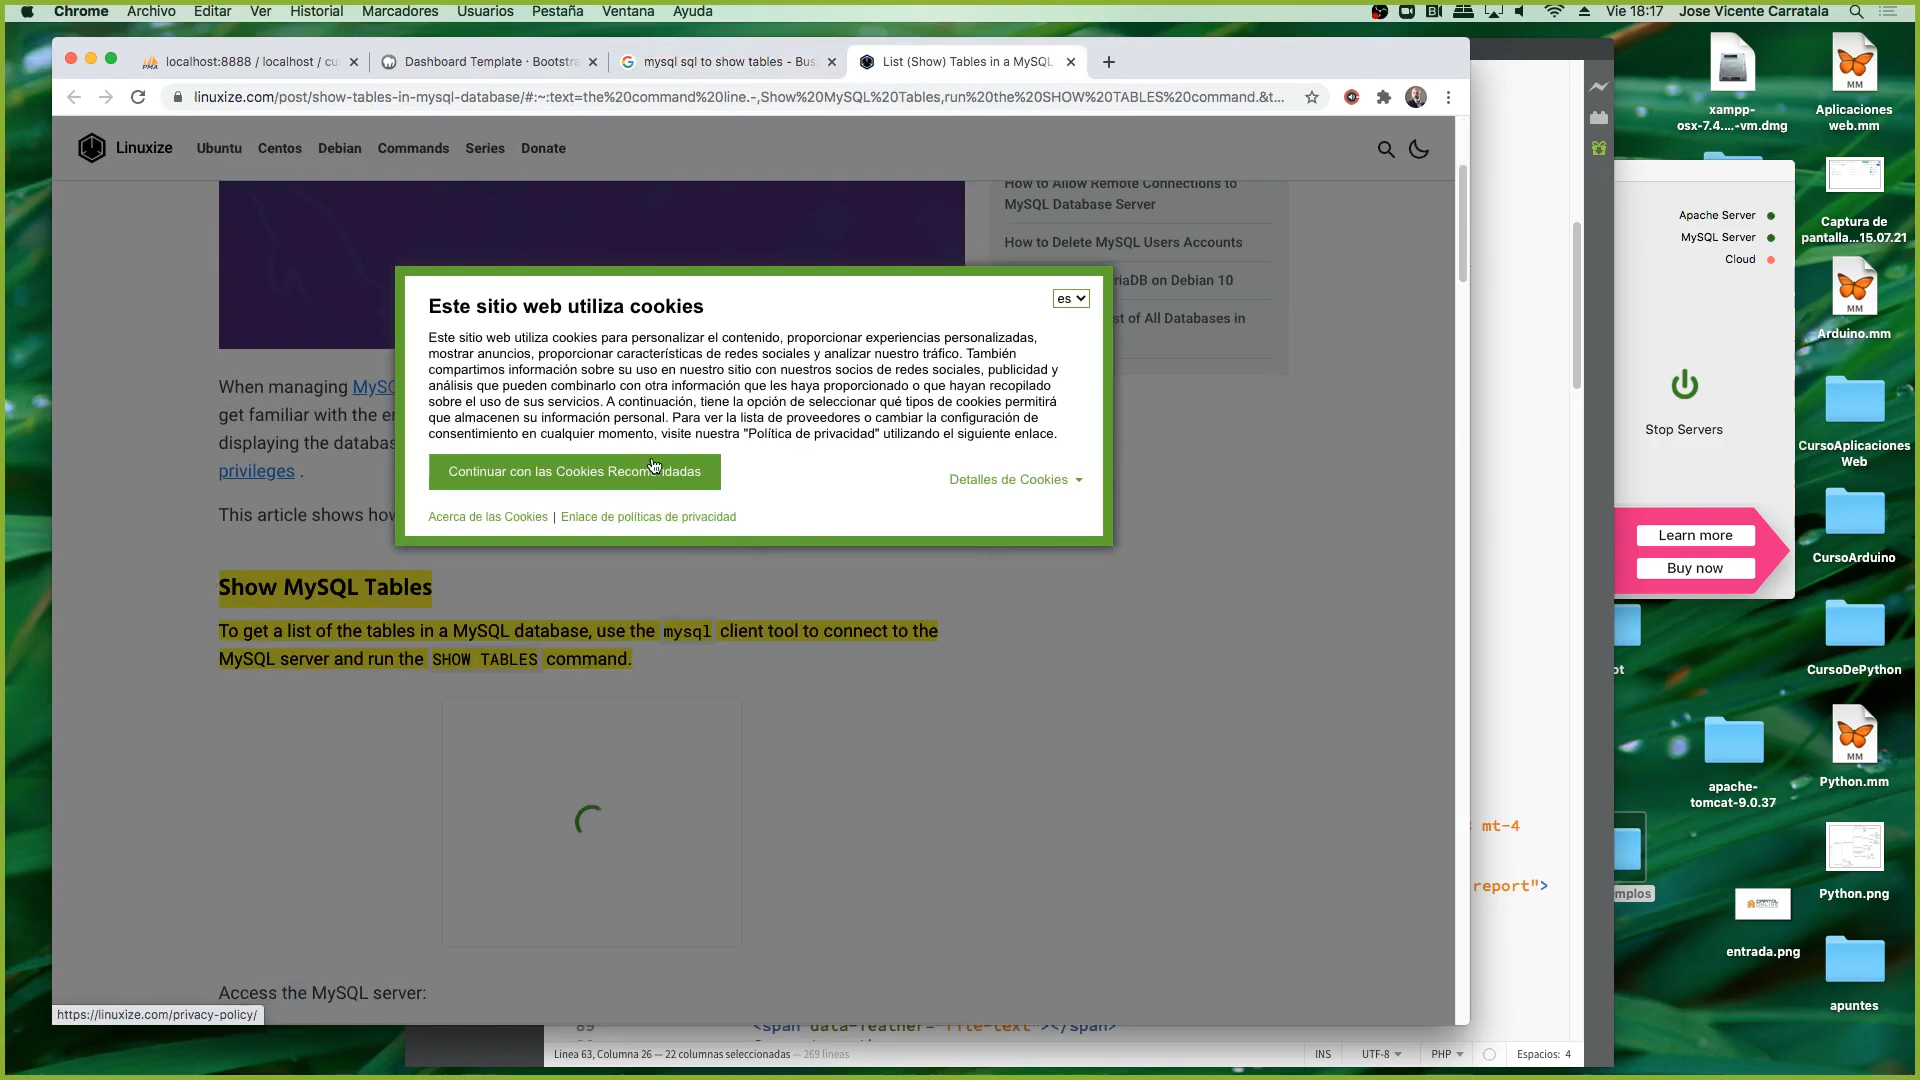 Chrome Archivo Editar Ver Historial Marcadores Usuarios Pestaña Ventana Ayuda
Vie 18:17 Jose Vicente Carratala
localhost:8888 / localhost / cu
Dashboard Template · Bootstra
mysql sql to show tables - Bus
List (Show) Tables in a MySQL
linuxize.com/post/show-tables-in-mysql-database/#:~:text=the%20command%20line.-,Show%20MySQL%20Tables,run%20the%20SHOW%20TABLES%20command.&t...
Linuxize Ubuntu Centos Debian Commands Series Donate
How to Allow Remote Connections to
MySQL Database Server
How to Delete MySQL Users Accounts
riaDB on Debian 10
st of All Databases in
Este sitio web utiliza cookies
es
Este sitio web utiliza cookies para personalizar el contenido, proporcionar experiencias personalizadas,
mostrar anuncios, proporcionar características de redes sociales y analizar nuestro tráfico. También
compartimos información sobre su uso en nuestro sitio con nuestros socios de redes sociales, publicidad y
análisis que pueden combinarlo con otra información que les haya proporcionado o que hayan recopilado
sobre el uso de sus servicios. A continuación, tiene la opción de seleccionar qué tipos de cookies permitirá
que almacenen su información personal. Para ver la lista de proveedores o cambiar la configuración de
consentimiento en cualquier momento, visite nuestra "Política de privacidad" utilizando el siguiente enlace.
Continuar con las Cookies Recomendadas
Detalles de Cookies
Acerca de las Cookies | Enlace de políticas de privacidad
When managing MySQ
get familiar with the e
displaying the databas
privileges .
This article shows how
Show MySQL Tables
To get a list of the tables in a MySQL database, use the mysql client tool to connect to the
MySQL server and run the SHOW TABLES command.
Access the MySQL server:
https://linuxize.com/privacy-policy/
mt-4
report">
89 <span data-feather="file-text"></span>
Línea 63, Columna 26 — 22 columnas seleccionadas — 269 líneas
INS UTF-8 PHP Espacios: 4
Apache Server
MySQL Server
Cloud
Stop Servers
Learn more
Buy now
xampp-
osx-7.4....-vm.dmg
Aplicaciones
web.mm
MM
Captura de
pantalla...15.07.21
MM
Arduino.mm
CursoAplicaciones
Web
CursoArduino
CursoDePython
ot
apache-
tomcat-9.0.37
MM
Python.mm
Python.png
mplos
entrada.png
apuntes